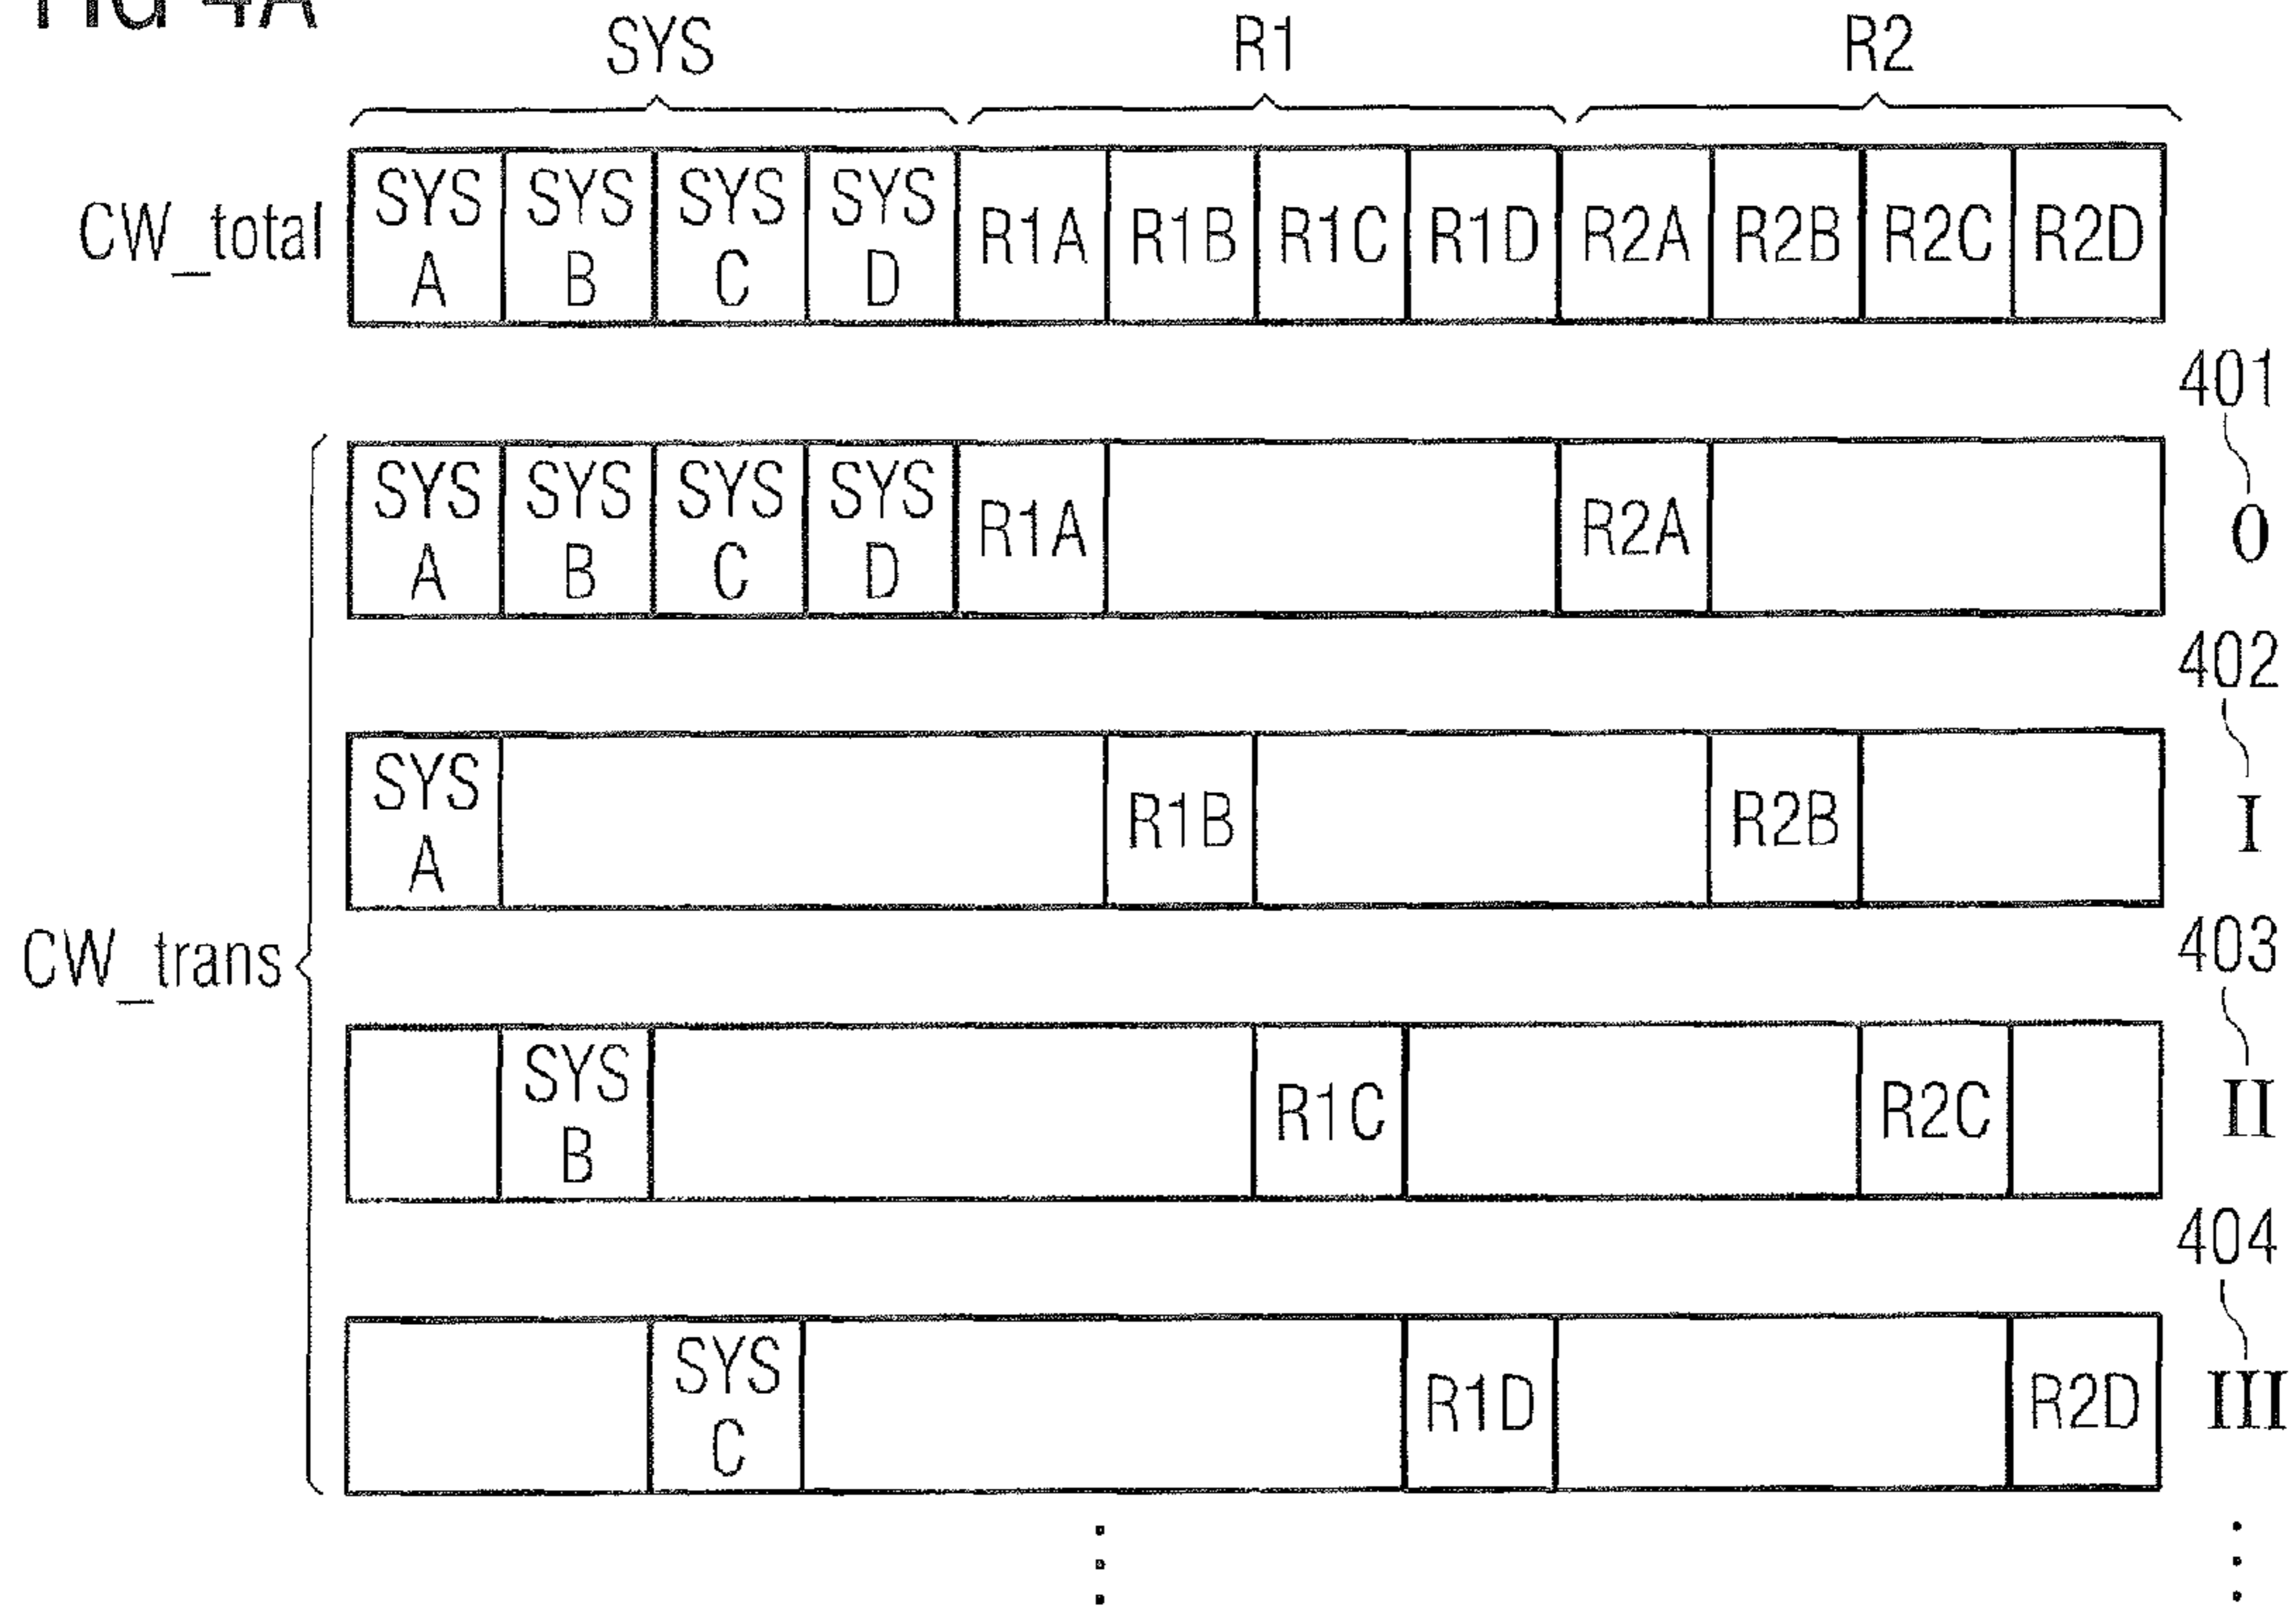 FIG 4A
SYS R1 R2
CW_total SYS A SYS B SYS C SYS D R1A R1B R1C R1D R2A R2B R2C R2D
401
SYS A SYS B SYS C SYS D R1A R2A 0
402
SYS A R1B R2B I
CW_trans
403
SYS B R1C R2C II
404
SYS C R1D R2D III